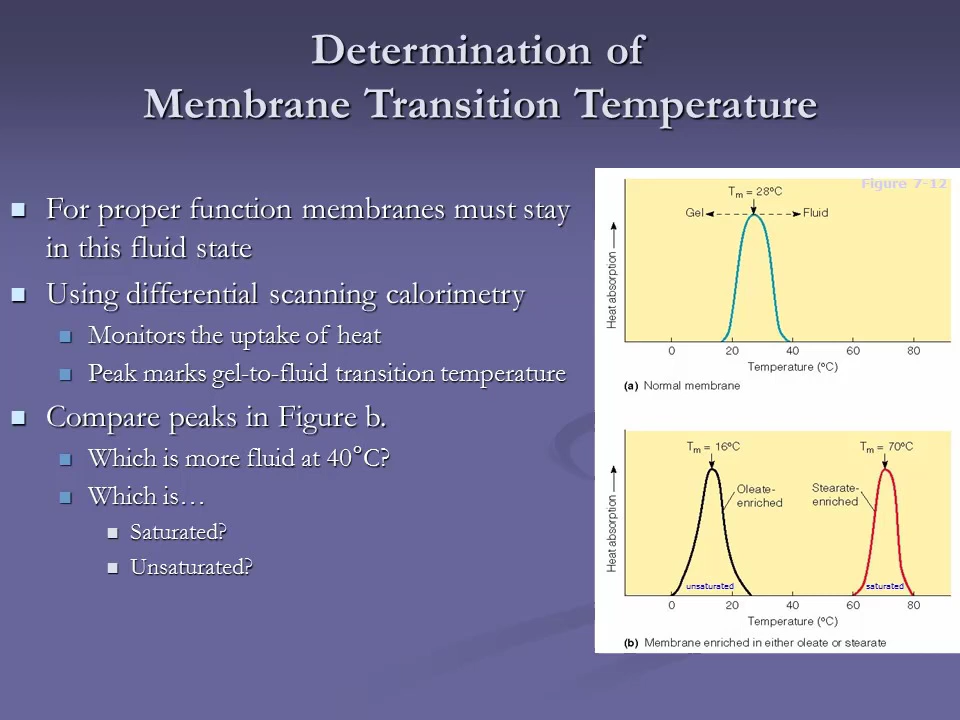 Determination of
Membrane Transition Temperature
For proper function membranes must stay
in this fluid state
Using differential scanning calorimetry
Monitors the uptake of heat
Peak marks gel-to-fluid transition temperature
Compare peaks in Figure b.
Which is more fluid at 40°C?
Which is…
Saturated?
Unsaturated?
Figure 7-12
Tm = 28ºC
Gel
Fluid
Heat absorption
0 20 40 60 80
Temperature (ºC)
(a) Normal membrane
Tm = 16ºC
Tm = 70ºC
Oleate-
enriched
Stearate-
enriched
Heat absorption
unsaturated
saturated
0 20 40 60 80
Temperature (ºC)
(b) Membrane enriched in either oleate or stearate